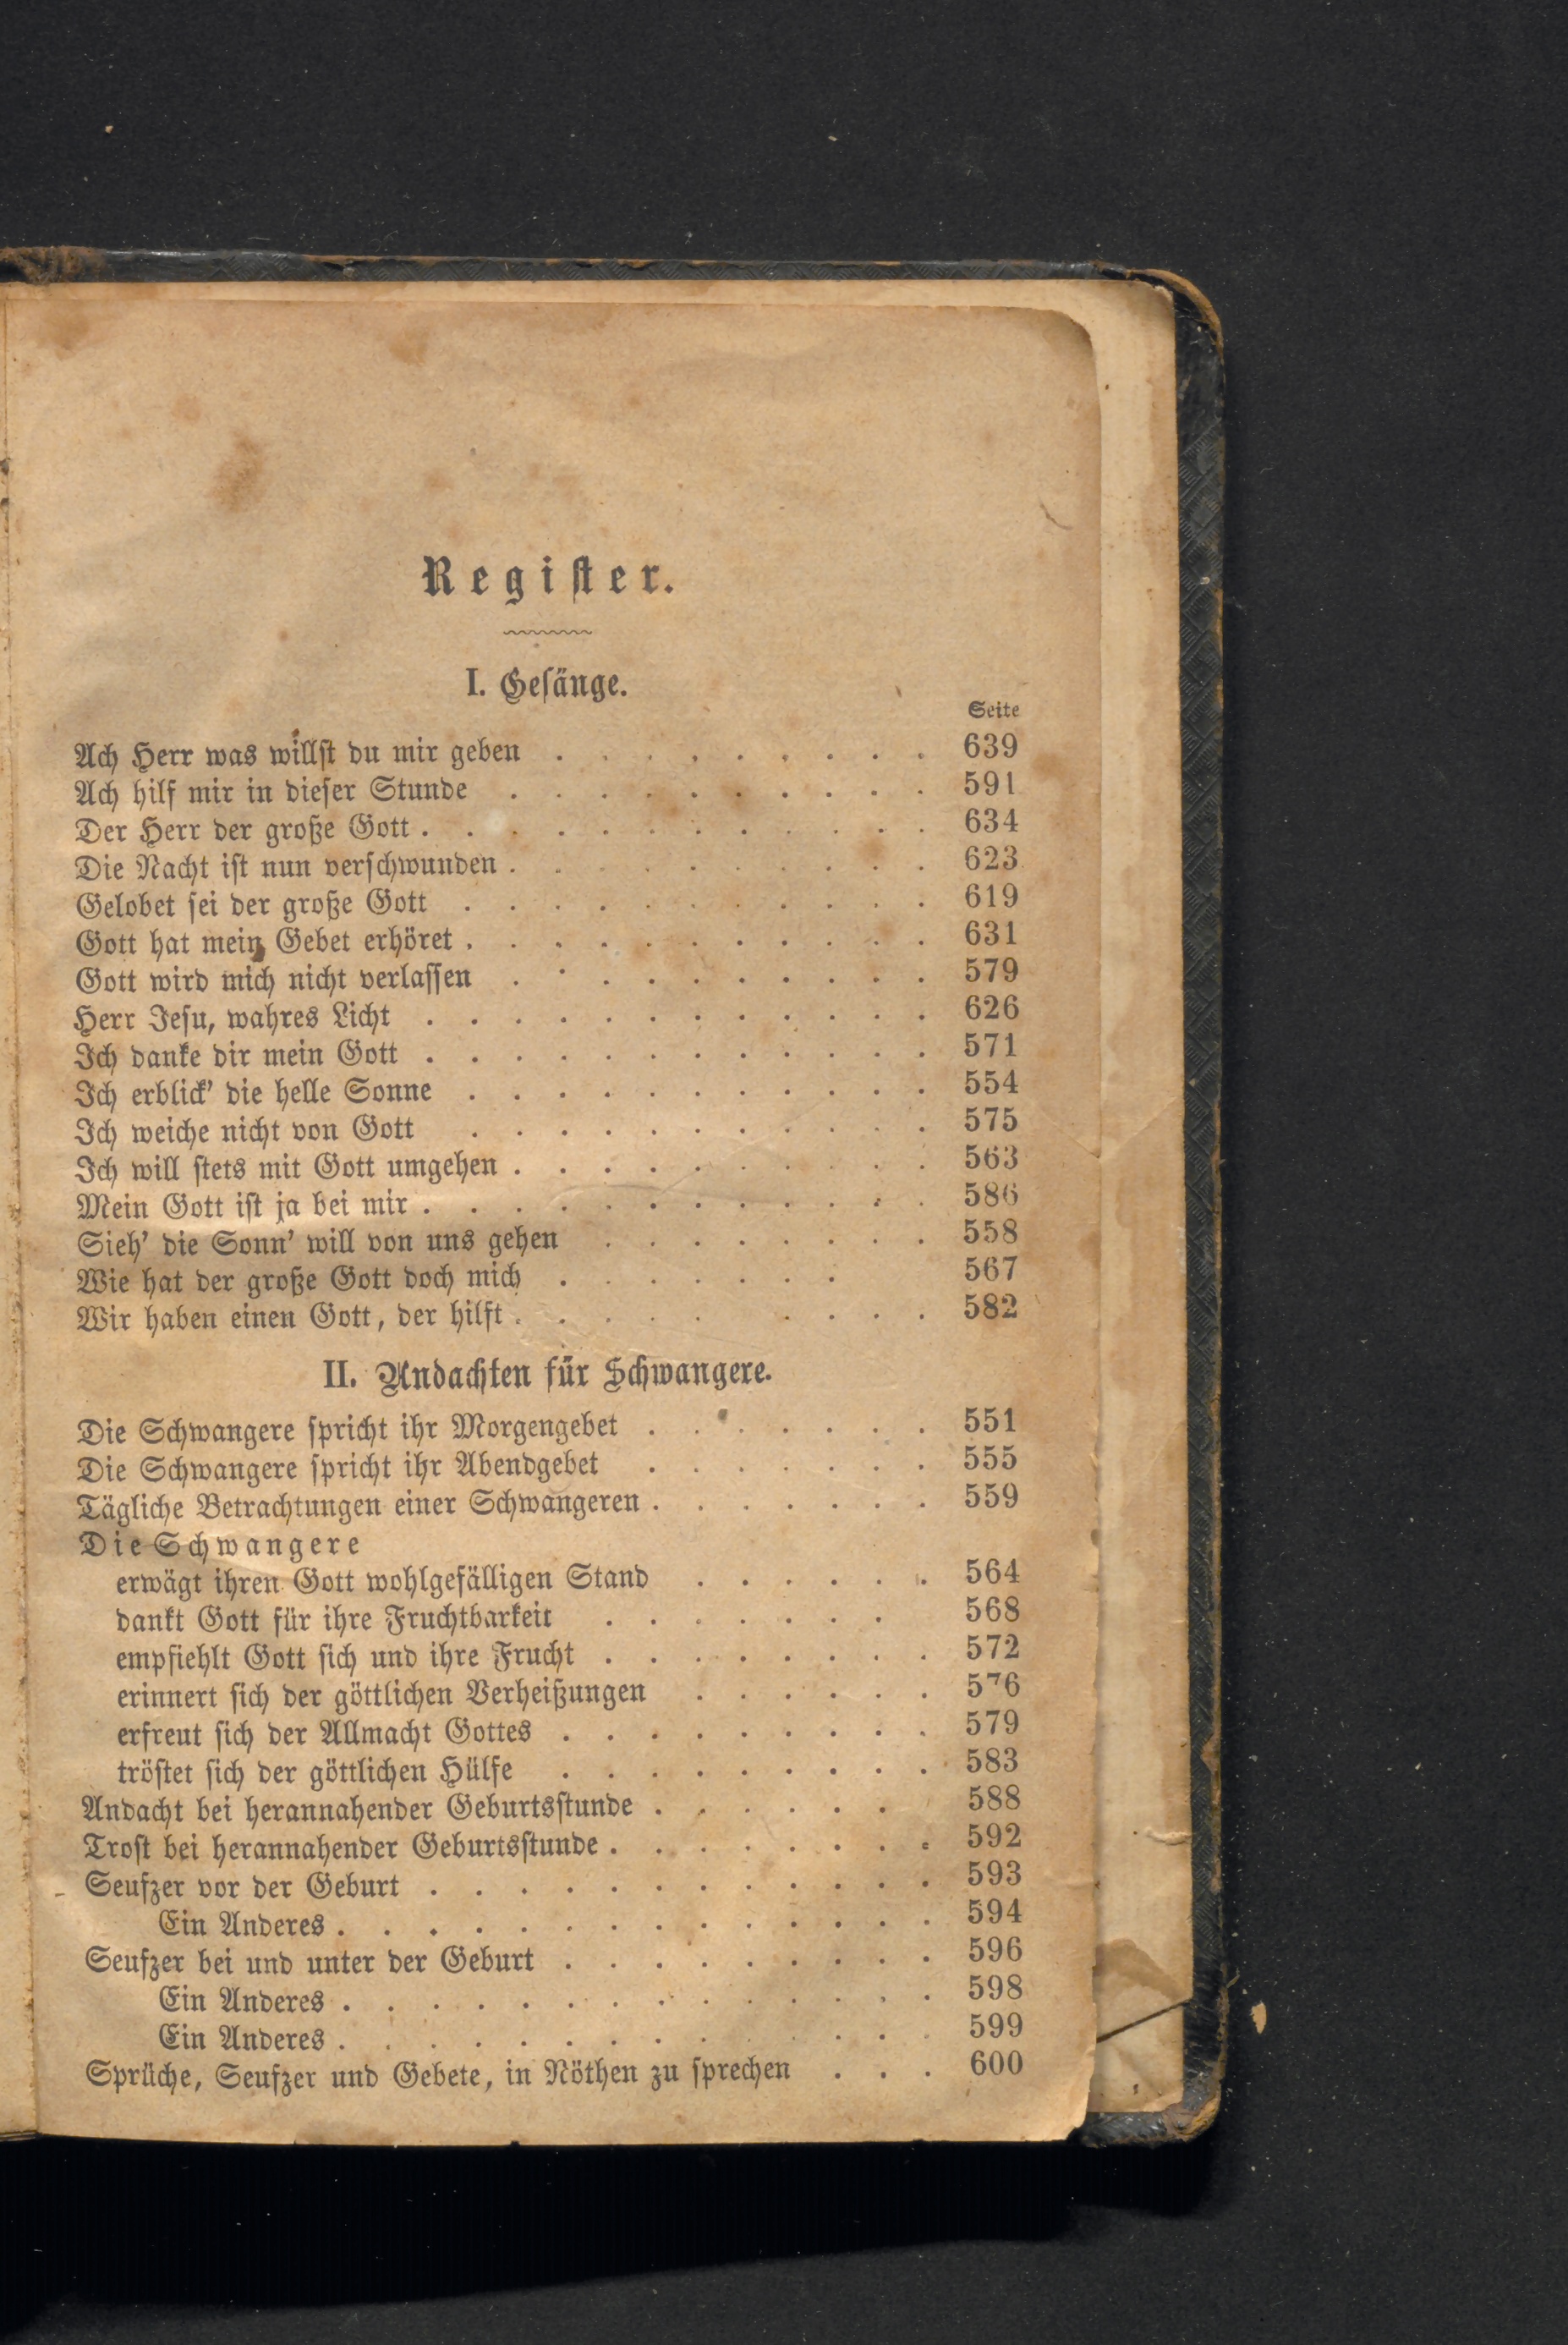 Register.
I. Gesänge.
Seite
Ach Herr was willst du mir geben . . . . . . . . . 639
Ach hilf mir in dieser Stunde . . . . . . . . . . 591
Der Herr der große Gott . . . . . . . . . . . . 634
Die Nacht ist nun verschwunden . . . . . . . . . . 623
Gelobet sei der große Gott . . . . . . . . . . . 619
Gott hat mein Gebet erhöret . . . . . . . . . . . 631
Gott wird mich nicht verlassen . . . . . . . . . . 579
Herr Jesu, wahres Licht . . . . . . . . . . . . 626
Ich danke dir mein Gott . . . . . . . . . . . . 571
Ich erblick' die helle Sonne . . . . . . . . . . . 554
Ich weiche nicht von Gott . . . . . . . . . . . 575
Ich will stets mit Gott umgehen . . . . . . . . . . 563
Mein Gott ist ja bei mir . . . . . . . . . . . . 586
Sieh' die Sonn' will von uns gehen . . . . . . . . 558
Wie hat der große Gott doch mich . . . . . . . 567
Wir haben einen Gott, der hilft . . . . . . . . . 582
II. Andachten für Schwangere.
Die Schwangere spricht ihr Morgengebet . . . . . . . 551
Die Schwangere spricht ihr Abendgebet . . . . . . . 555
Tägliche Betrachtungen einer Schwangeren . . . . . . . 559
Die Schwangere
erwägt ihren Gott wohlgefälligen Stand . . . . . . 564
dankt Gott für ihre Fruchtbarkeit . . . . . . . 568
empfiehlt Gott sich und ihre Frucht . . . . . . . . 572
erinnert sich der göttlichen Verheißungen . . . . . . 576
erfreut sich der Allmacht Gottes . . . . . . . . . 579
tröstet sich der göttlichen Hülfe . . . . . . . . . 583
Andacht bei herannahender Geburtsstunde . . . . . . 588
Trost bei herannahender Geburtsstunde . . . . . . . . 592
Seufzer vor der Geburt . . . . . . . . . . . . 593
Ein Anderes . . . . . . . . . . . . . . 594
Seufzer bei und unter der Geburt . . . . . . . . . 596
Ein Anderes . . . . . . . . . . . . . . 598
Ein Anderes . . . . . . . . . . . . . . 599
Sprüche, Seufzer und Gebete, in Nöthen zu sprechen . . . 600